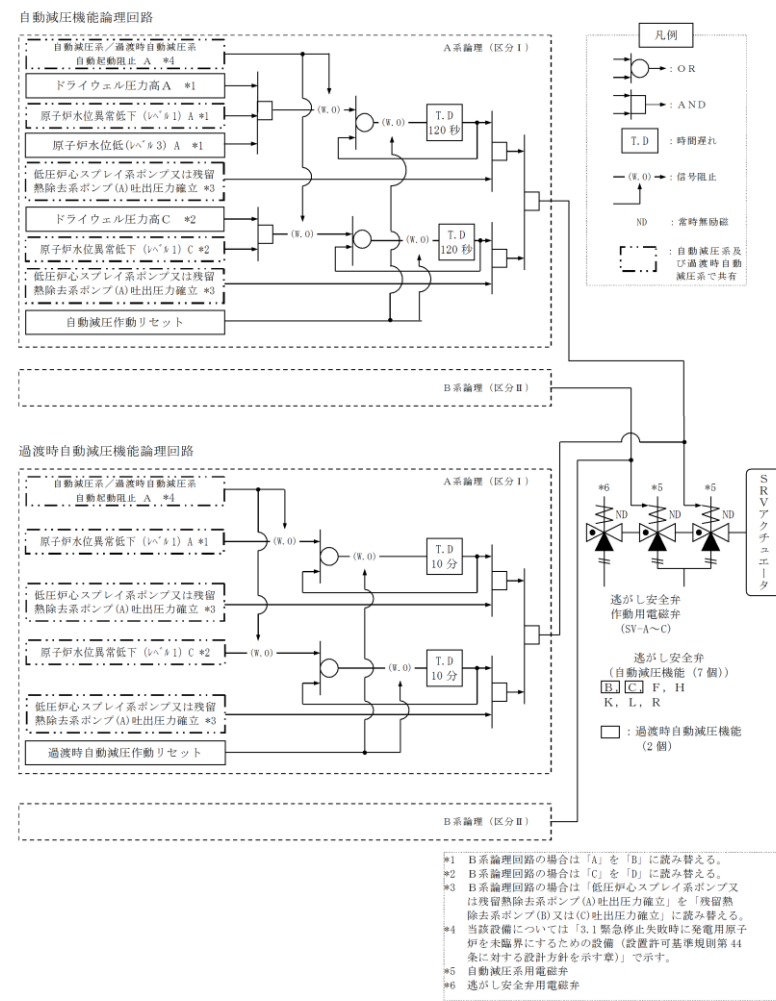 自動減圧機能論理回路
自動減圧系/過渡時自動減圧系
自動起動阻止 A *4
A系論理(区分Ⅰ)
ドライウェル圧力高A *1
原子炉水位異常低下(レベル1)A *1
原子炉水位低(レベル3)A *1
低圧炉心スプレイ系ポンプ又は残留
熱除去系ポンプ(A)吐出圧力確立 *3
ドライウェル圧力高C *2
原子炉水位異常低下(レベル1)C *2
低圧炉心スプレイ系ポンプ又は残留
熱除去系ポンプ(A)吐出圧力確立 *3
自動減圧作動リセット
(W.O)
T.D
120秒
(W.O)
T.D
120秒
B系論理(区分Ⅱ)
凡例
:OR
:AND
T.D :時間遅れ
(W.O) :信号阻止
ND :常時無励磁
:自動減圧系及
び過渡時自動
減圧系で共有
過渡時自動減圧機能論理回路
自動減圧系/過渡時自動減圧系
自動起動阻止 A *4
A系論理(区分Ⅰ)
原子炉水位異常低下(レベル1)A *1
低圧炉心スプレイ系ポンプ又は残留
熱除去系ポンプ(A)吐出圧力確立 *3
原子炉水位異常低下(レベル1)C *2
低圧炉心スプレイ系ポンプ又は残留
熱除去系ポンプ(A)吐出圧力確立 *3
過渡時自動減圧作動リセット
(W.O)
(W.O)
T.D
10分
(W.O)
(W.O)
T.D
10分
B系論理(区分Ⅱ)
*6 *5 *5
ND ND ND
SRVアクチュエータ
逃がし安全弁
作動用電磁弁
(SV-A~C)
逃がし安全弁
(自動減圧機能(7個))
B, C, F, H
K, L, R
:過渡時自動減圧機能
(2個)
*1 B系論理回路の場合は「A」を「B」に読み替える。
*2 B系論理回路の場合は「C」を「D」に読み替える。
*3 B系論理回路の場合は「低圧炉心スプレイ系ポンプ又
は残留熱除去系ポンプ(A)吐出圧力確立」を「残留熱
除去系ポンプ(B)又は(C)吐出圧力確立」に読み替える。
*4 当該設備については「3.1緊急停止失敗時に発電用原子
炉を未臨界にするための設備(設置許可基準規則第44
条に対する設計方針を示す章)」で示す。
*5 自動減圧系用電磁弁
*6 逃がし安全弁用電磁弁